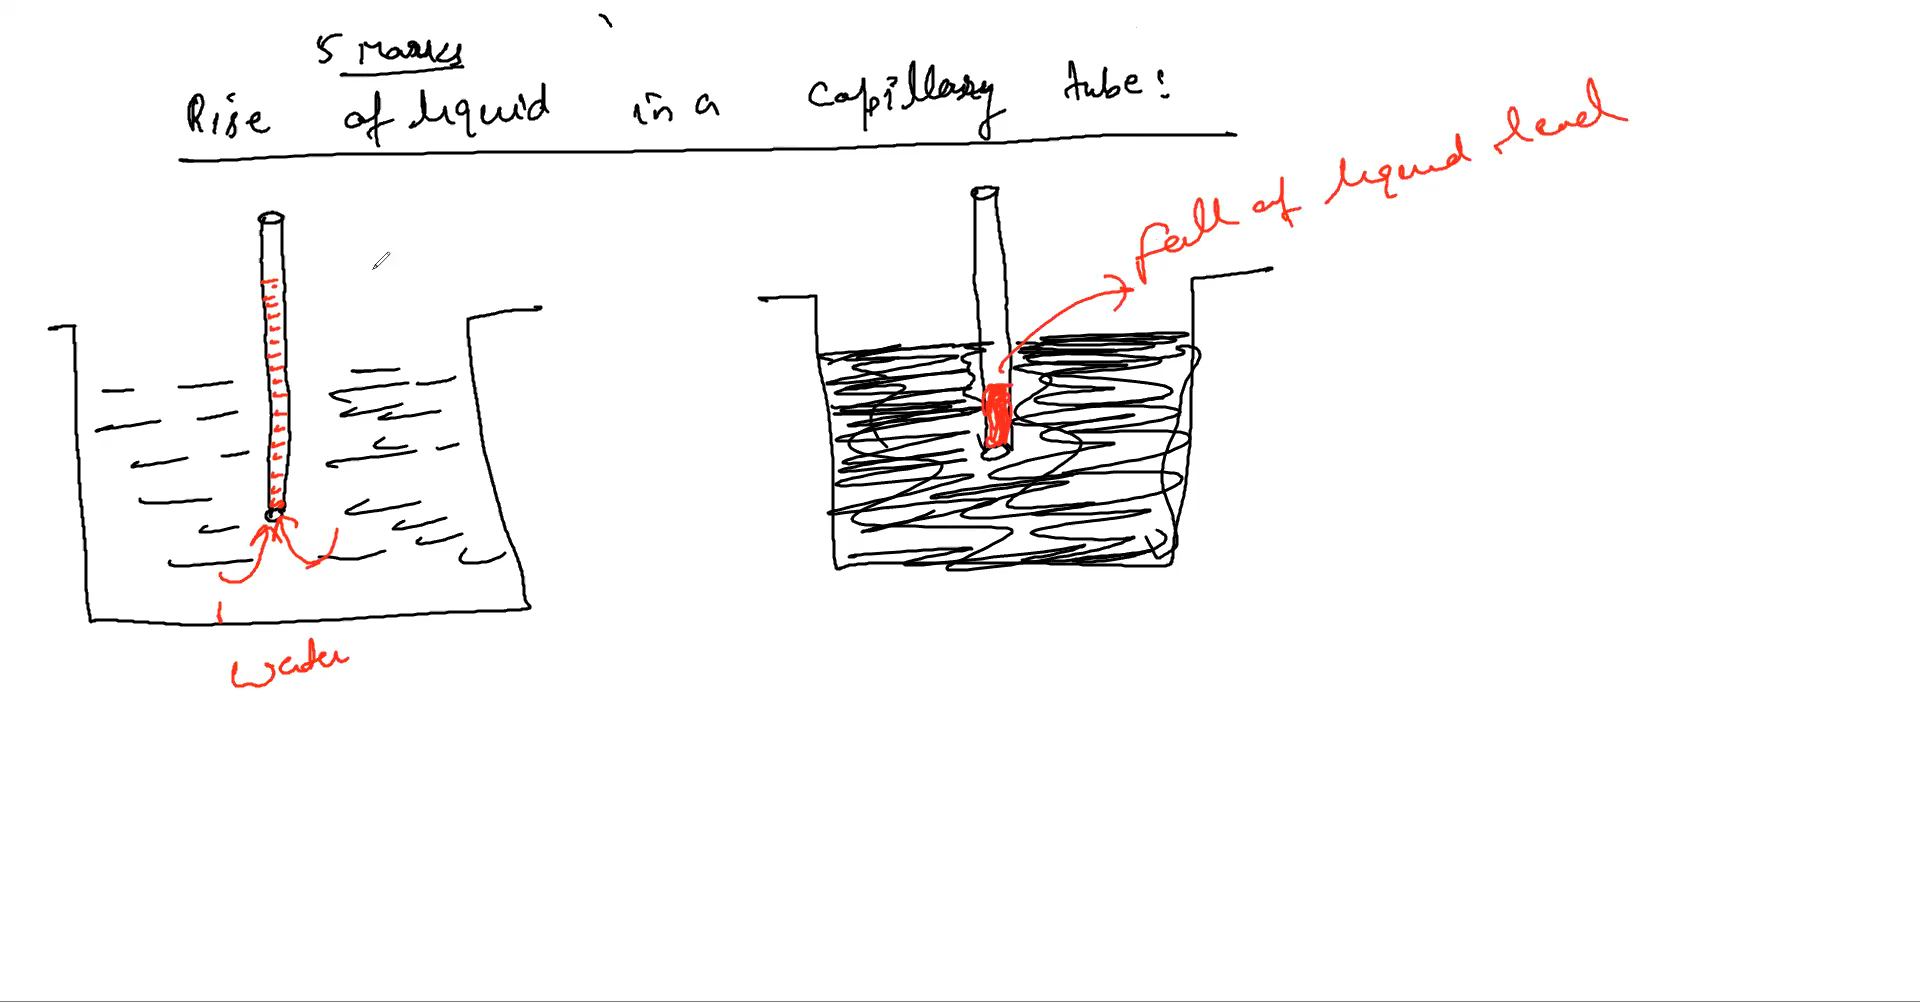 5 Marks
Rise of liquid in a Capillary tube:
fall of liquid level
water